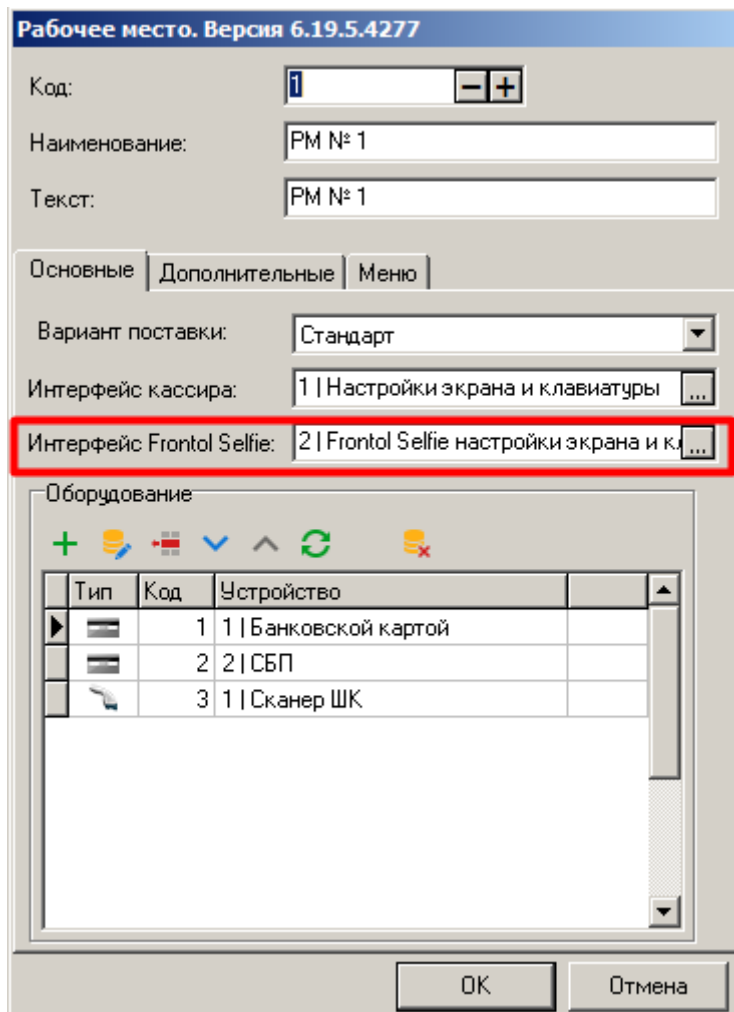 Рабочее место. Версия 6.19.5.4277
Код: 1
Наименование: РМ № 1
Текст: РМ № 1
Основные Дополнительные Меню
Вариант поставки: Стандарт
Интерфейс кассира: 1 | Настройки экрана и клавиатуры ...
Интерфейс Frontol Selfie: 2 | Frontol Selfie настройки экрана и кл ...
Оборудование
Тип Код Устройство
1 1 | Банковской картой
2 2 | СБП
3 1 | Сканер ШК
OK Отмена